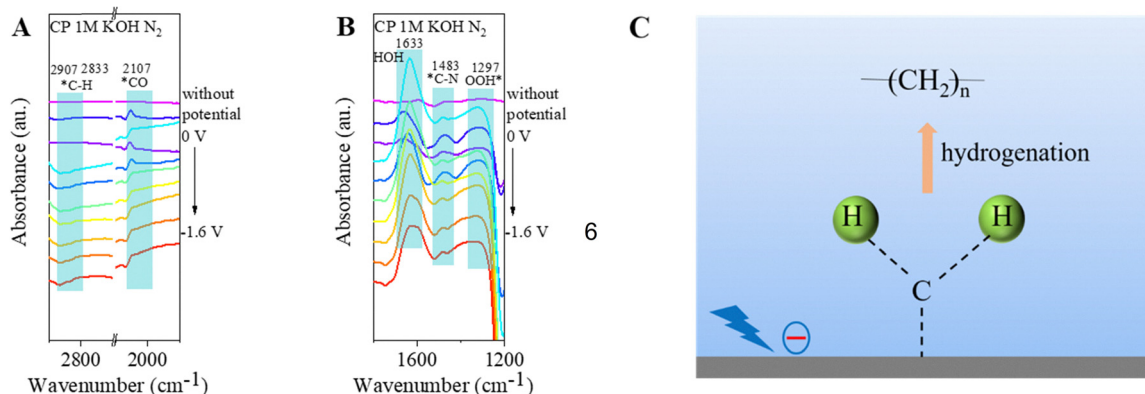 A
CP 1M KOH N2
2907 2833
*C-H
2107
*CO
without
potential
0 V
-1.6 V
Absorbance (au.)
2800
2000
Wavenumber (cm-1)
B
CP 1M KOH N2
1633
HOH
1483
*C-N
1297
OOH*
without
potential
0 V
-1.6 V
Absorbance (au.)
1600
1200
Wavenumber (cm-1)
6
C
(CH2)n
hydrogenation
H
H
C